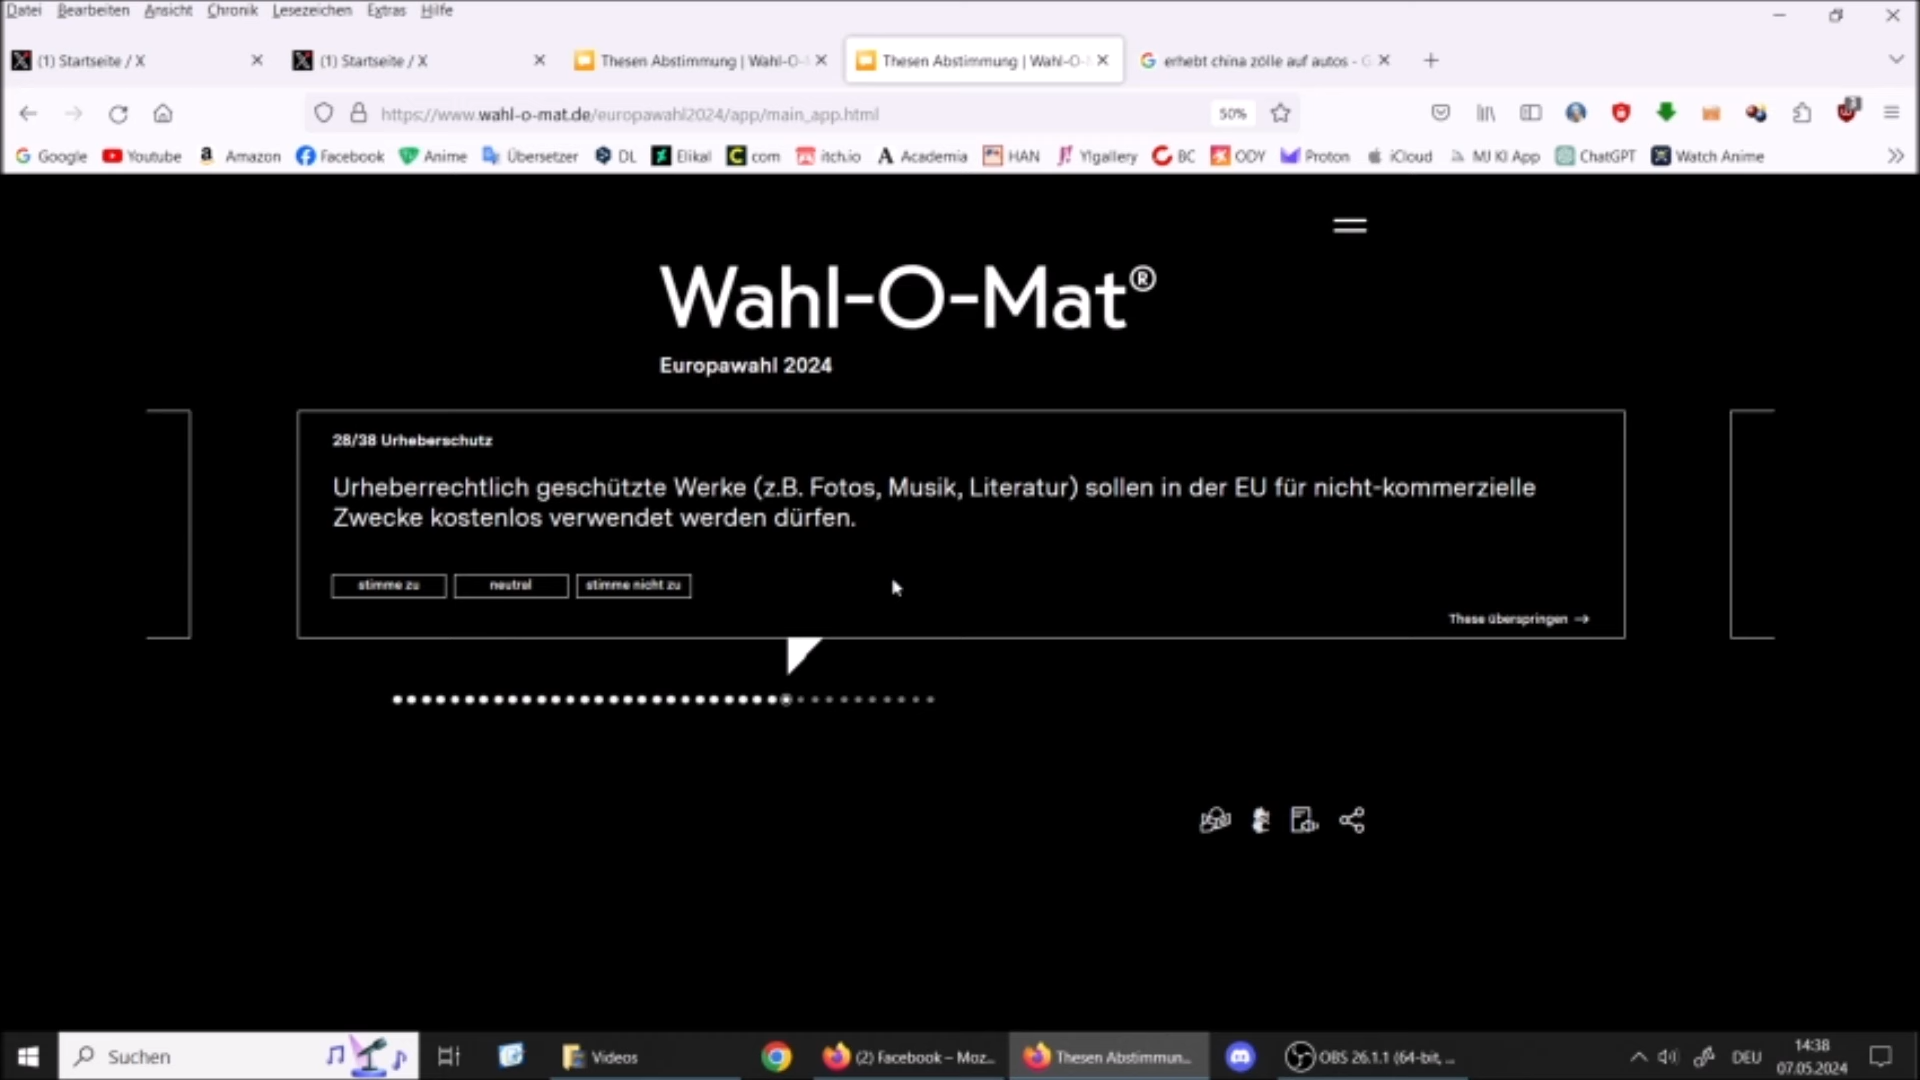 Datei Bearbeiten Ansicht Chronik Lesezeichen Extras Hilfe
(1) Startseite / X
(1) Startseite / X
Thesen Abstimmung | Wahl-O-
Thesen Abstimmung | Wahl-O-
erhebt china zölle auf autos - G
https://www.wahl-o-mat.de/europawahl2024/app/main_app.html
50%
Google Youtube Amazon Facebook Anime Übersetzer DL Elikal com itch.io Academia HAN Y!gallery BC ODY Proton iCloud MJ KI App ChatGPT Watch Anime
Wahl-O-Mat®
Europawahl 2024
28/38 Urheberschutz
Urheberrechtlich geschützte Werke (z.B. Fotos, Musik, Literatur) sollen in der EU für nicht-kommerzielle
Zwecke kostenlos verwendet werden dürfen.
stimme zu neutral stimme nicht zu
These überspringen →
Suchen
Videos
(2) Facebook – Moz...
Thesen Abstimmun...
OBS 26.1.1 (64-bit, ...
DEU
14:38
07.05.2024